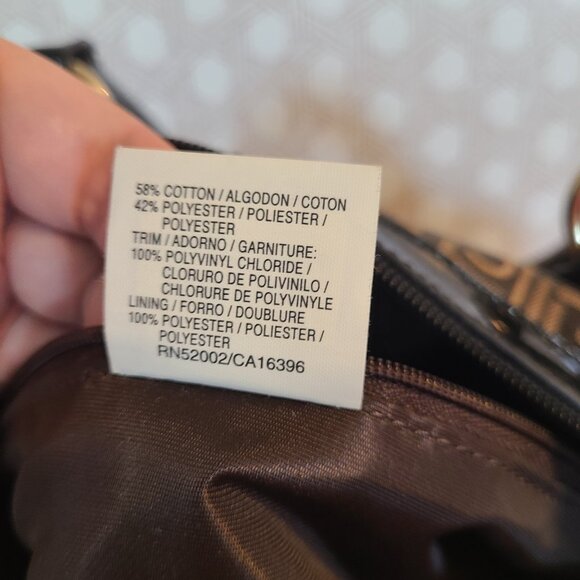 58% COTTON / ALGODON / COTON
42% POLYESTER / POLIESTER /
POLYESTER
TRIM / ADORNO / GARNITURE:
100% POLYVINYL CHLORIDE /
CLORURO DE POLIVINILO /
CHLORURE DE POLYVINYLE
LINING / FORRO / DOUBLURE
100% POLYESTER / POLIESTER /
POLYESTER
RN52002/CA16396